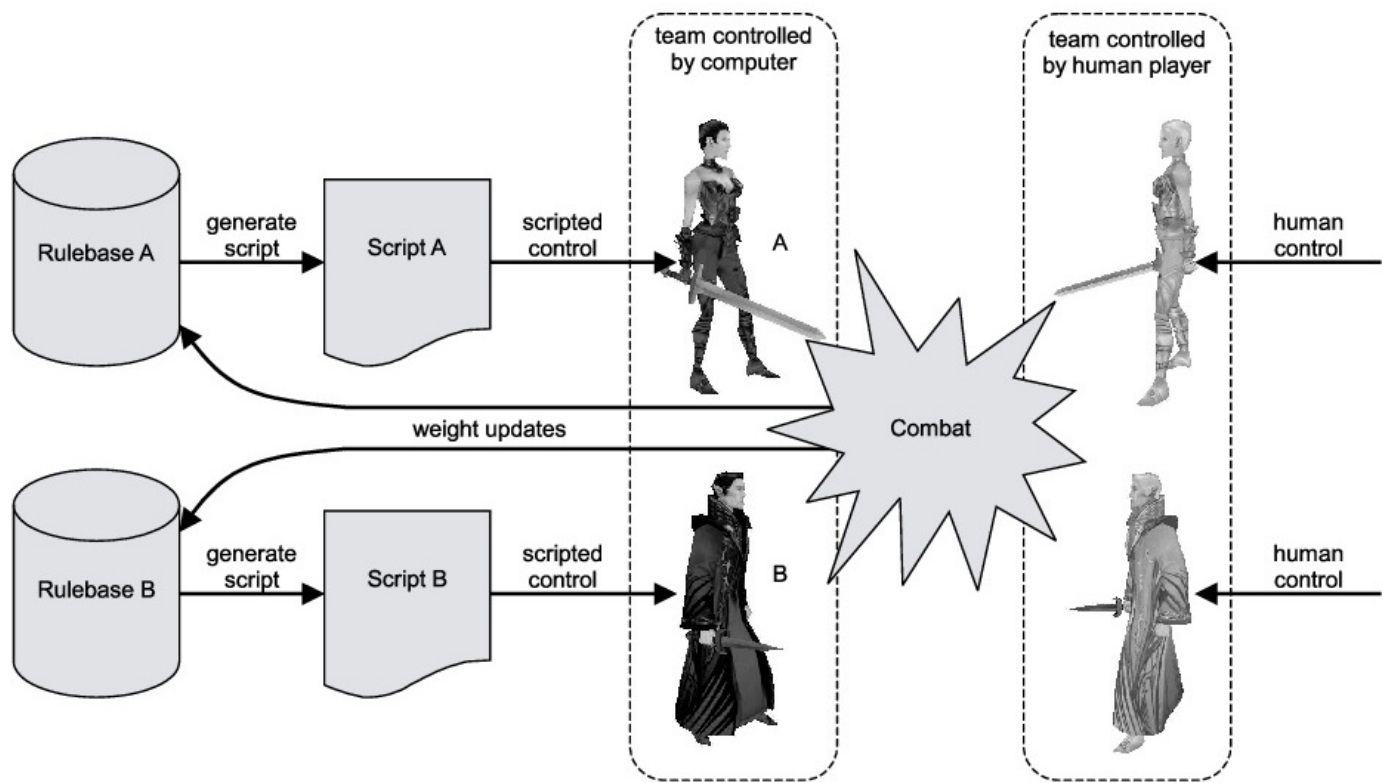 team controlled
by computer
team controlled
by human player
Rulebase A
generate
script
Script A
scripted
control
A
human
control
weight updates
Combat
Rulebase B
generate
script
Script B
scripted
control
B
human
control